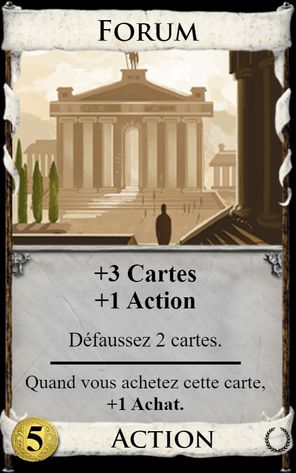 FORUM
+3 Cartes
+1 Action
Défaussez 2 cartes.
Quand vous achetez cette carte,
+1 Achat.
5
ACTION